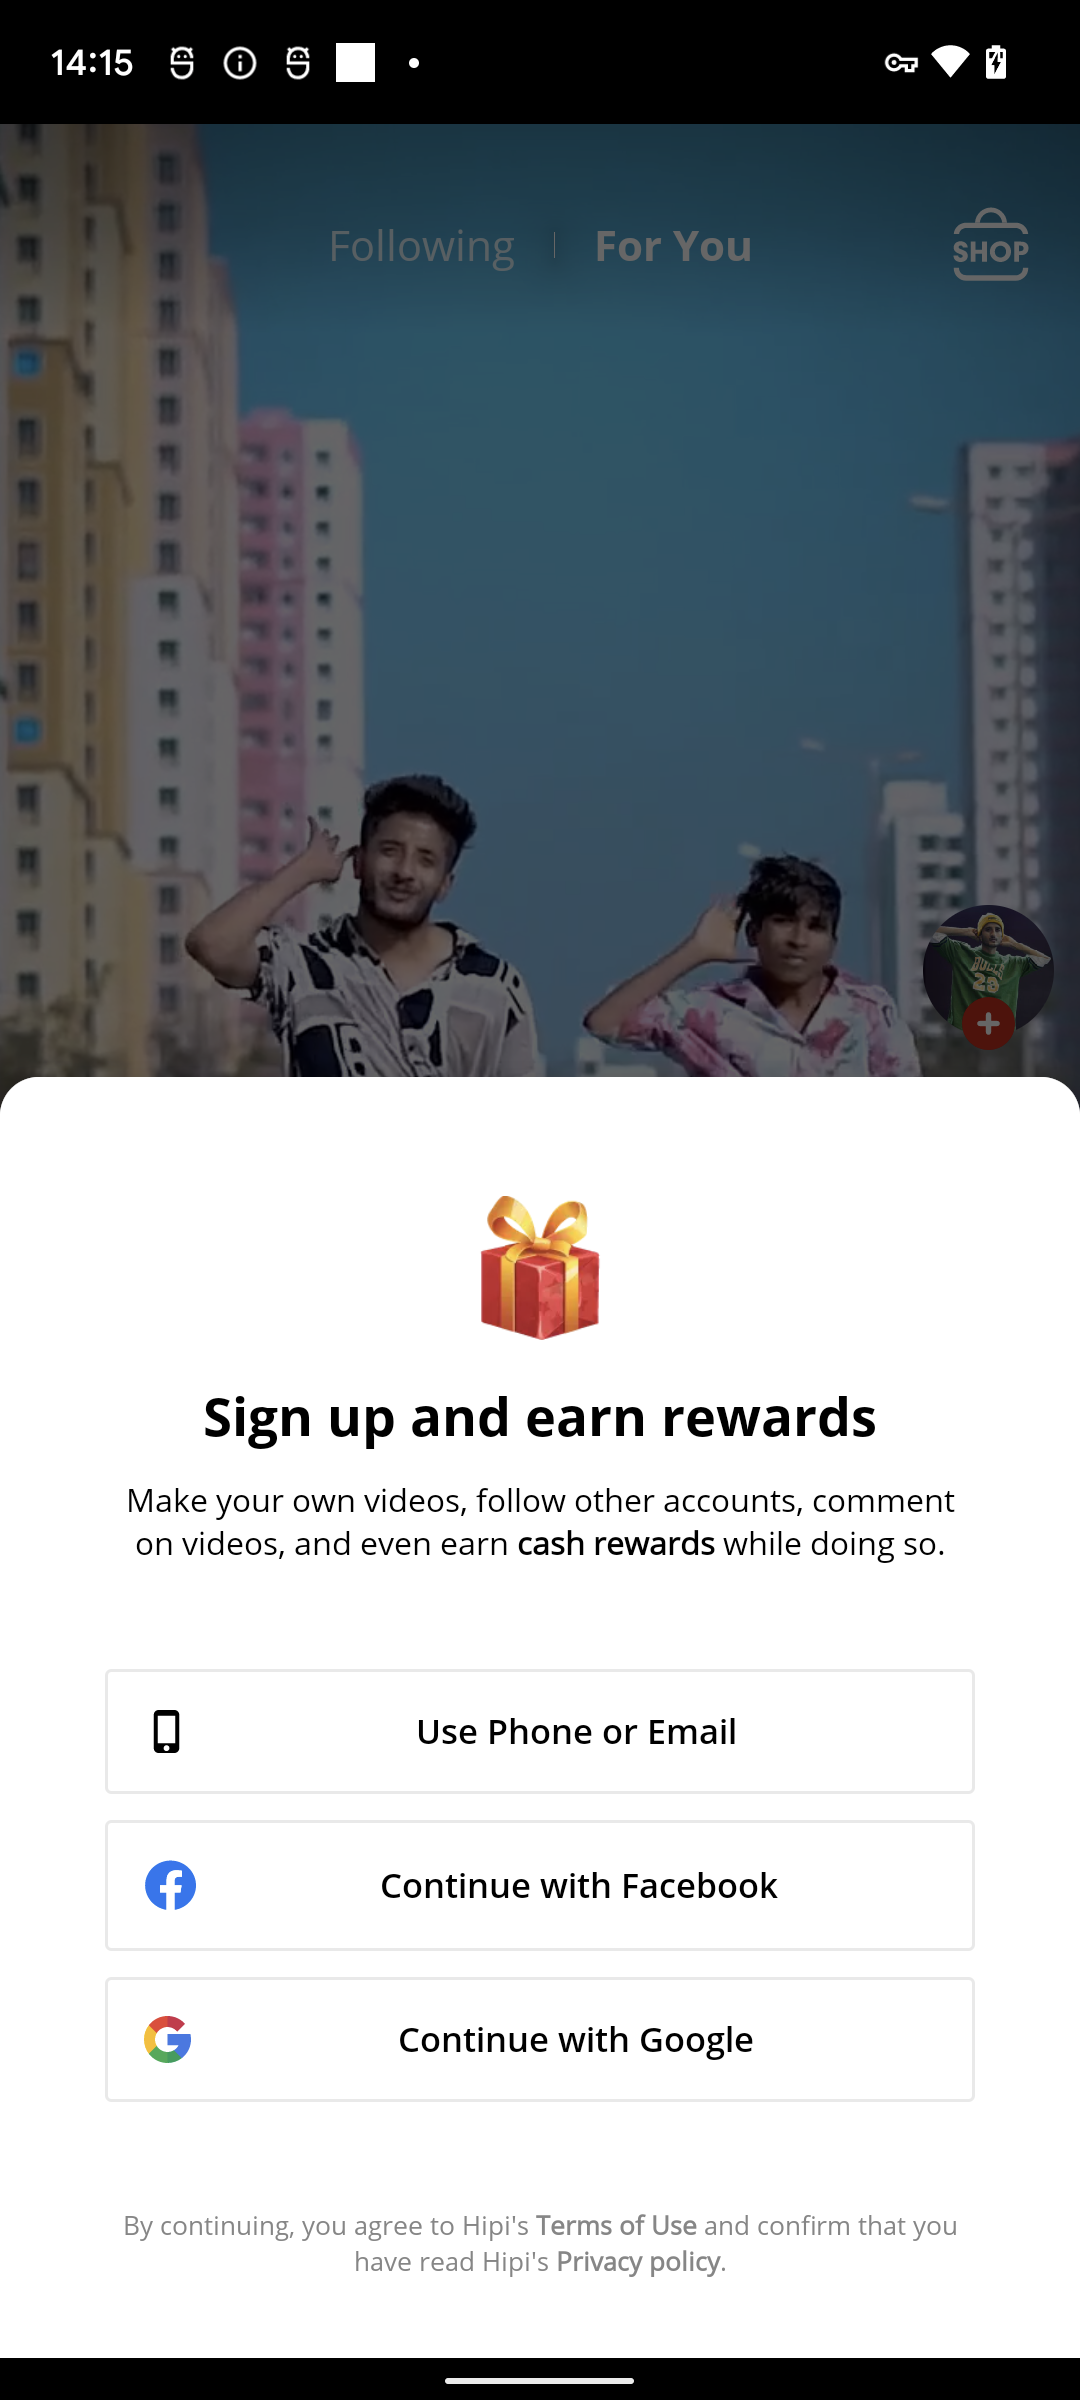 14:15
Following
For You
SHOP
BULLS
23
Sign up and earn rewards
Make your own videos, follow other accounts, comment
on videos, and even earn cash rewards while doing so.
Use Phone or Email
Continue with Facebook
Continue with Google
By continuing, you agree to Hipi's Terms of Use and confirm that you
have read Hipi's Privacy policy.